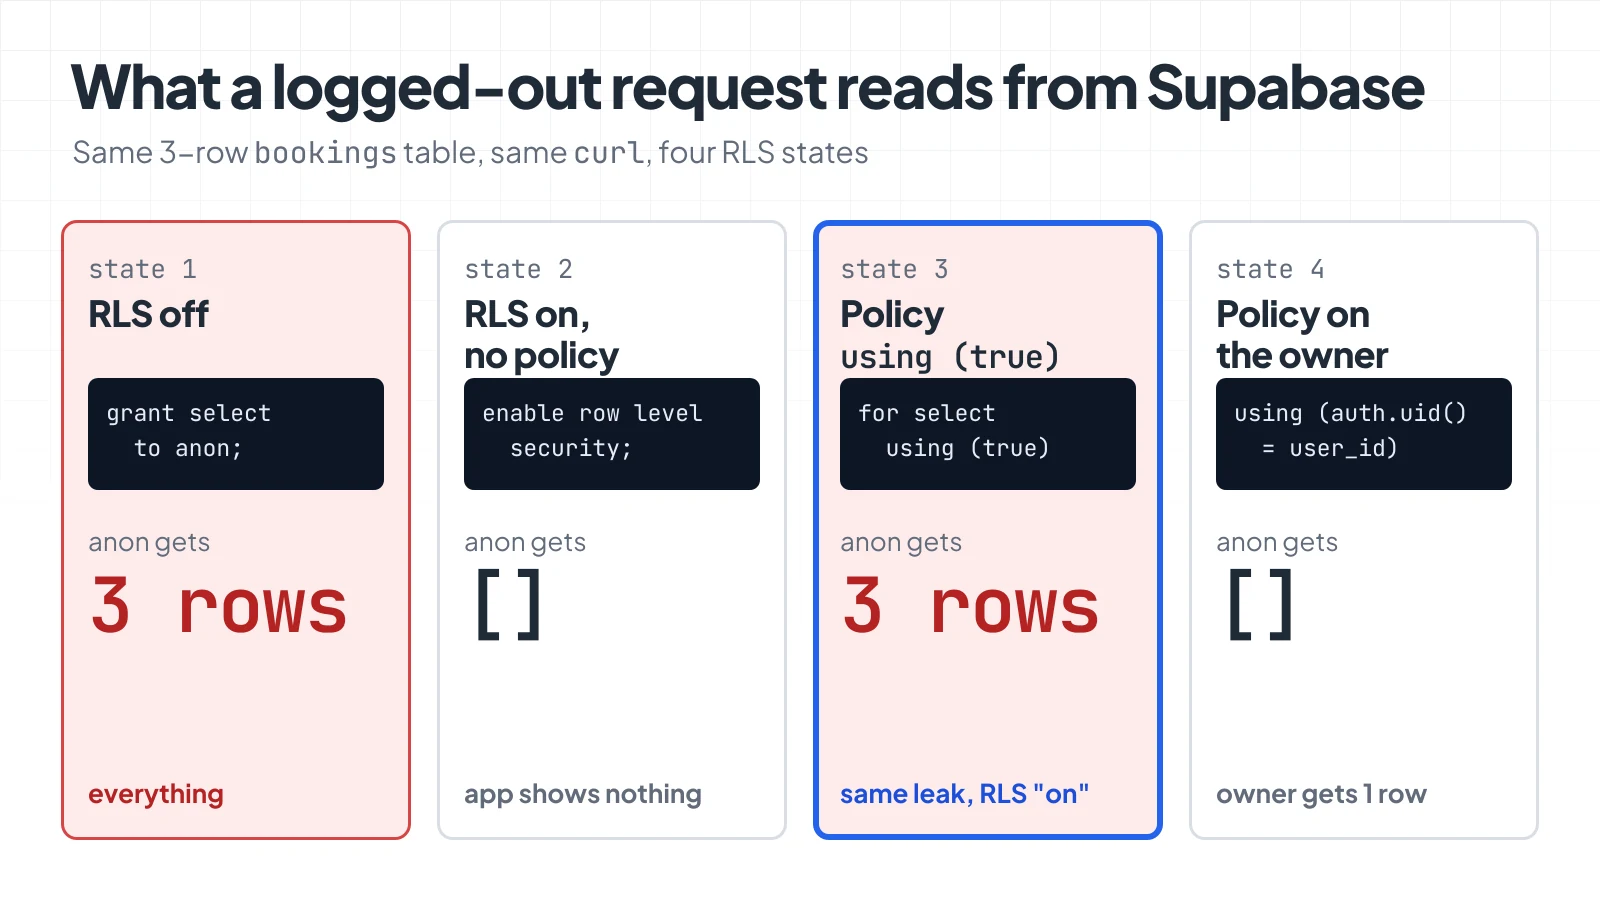 What a logged-out request reads from Supabase
Same 3-row bookings table, same curl, four RLS states
state 1
RLS off
grant select
to anon;
anon gets
3 rows
everything
state 2
RLS on,
no policy
enable row level
security;
anon gets
[]
app shows nothing
state 3
Policy
using (true)
for select
using (true)
anon gets
3 rows
same leak, RLS "on"
state 4
Policy on
the owner
using (auth.uid()
= user_id)
anon gets
[]
owner gets 1 row